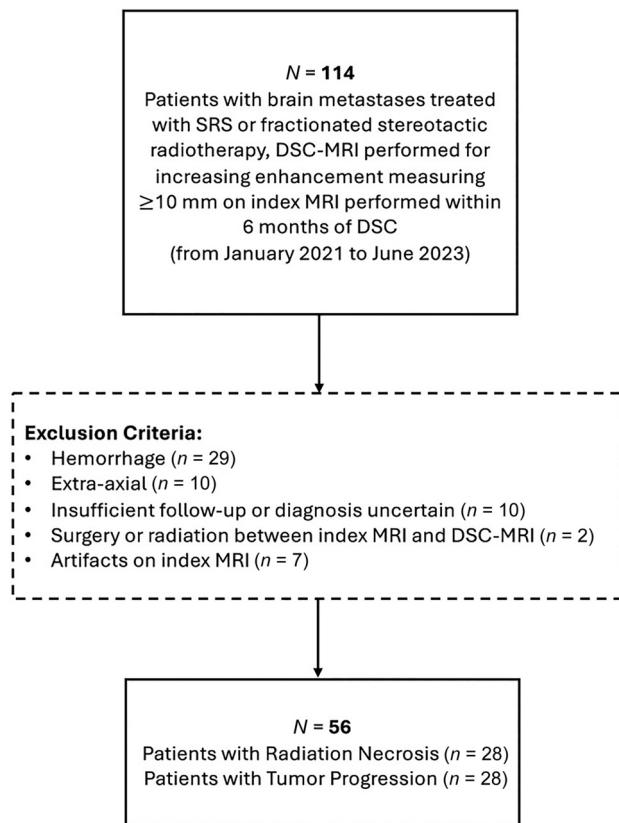 N = 114
Patients with brain metastases treated
with SRS or fractionated stereotactic
radiotherapy, DSC-MRI performed for
increasing enhancement measuring
≥10 mm on index MRI performed within
6 months of DSC
(from January 2021 to June 2023)
Exclusion Criteria:
• Hemorrhage (n = 29)
• Extra-axial (n = 10)
• Insufficient follow-up or diagnosis uncertain (n = 10)
• Surgery or radiation between index MRI and DSC-MRI (n = 2)
• Artifacts on index MRI (n = 7)
N = 56
Patients with Radiation Necrosis (n = 28)
Patients with Tumor Progression (n = 28)